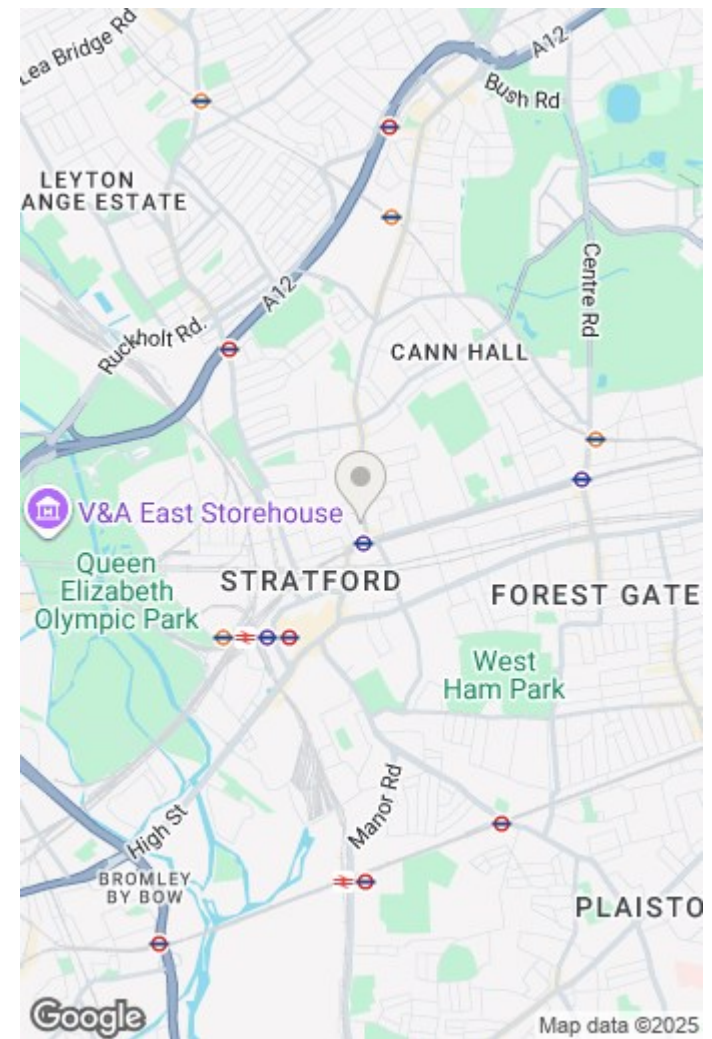 Lea Bridge Rd
A12
Bush Rd
LEYTON
ANGE ESTATE
Centre Rd
A12
Ruckholt Rd.
CANN HALL
V&A East Storehouse
Queen
Elizabeth
Olympic Park
STRATFORD
FOREST GATE
West
Ham Park
Manor Rd
High St
BROMLEY
BY BOW
PLAISTO
Google
Map data ©2025